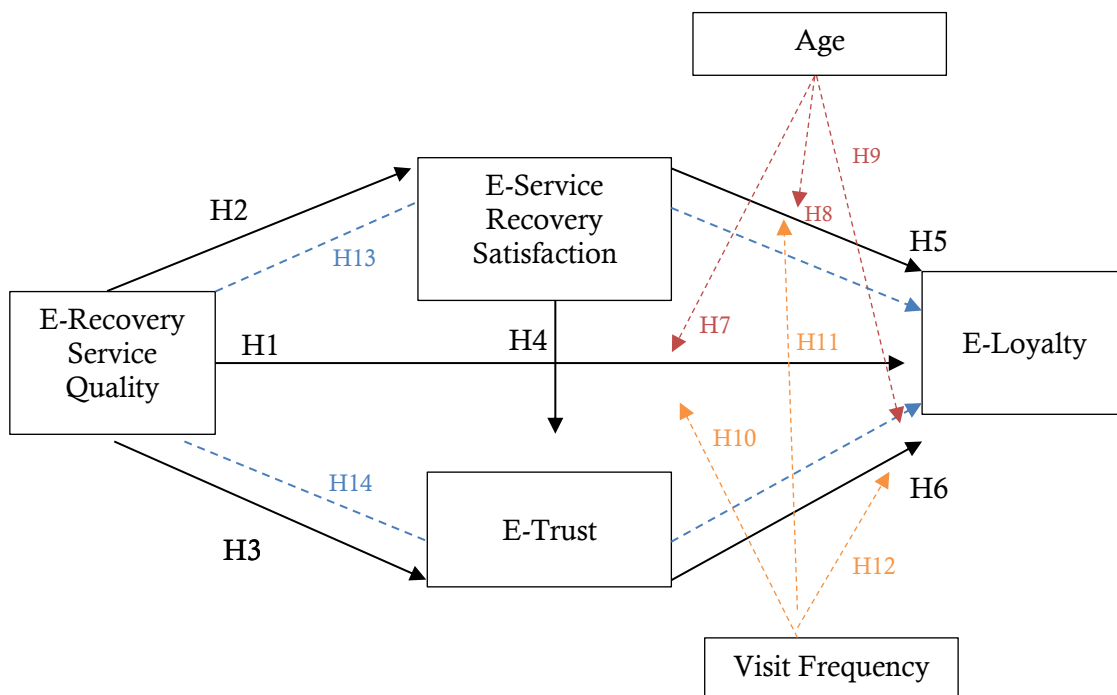 Age
H9
E-Service
Recovery
Satisfaction
H2
H8
H5
H13
E-Recovery
Service
Quality
H1
H4
H7
H11
E-Loyalty
H10
H14
H6
E-Trust
H3
H12
Visit Frequency